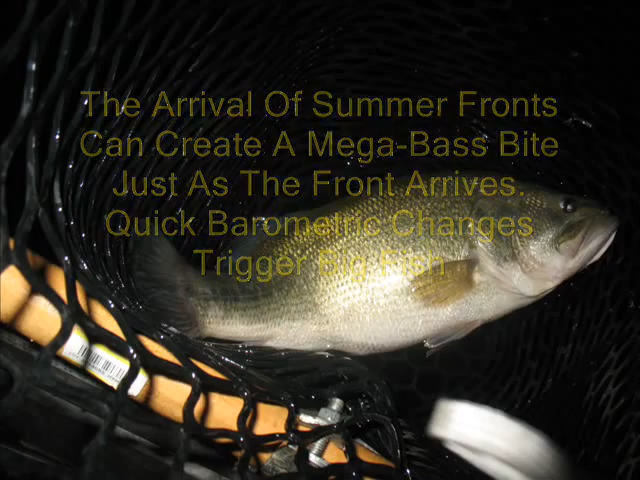 The Arrival Of Summer Fronts
Can Create A Mega-Bass Bite
Just As The Front Arrives.
Quick Barometric Changes
Trigger Big Fish